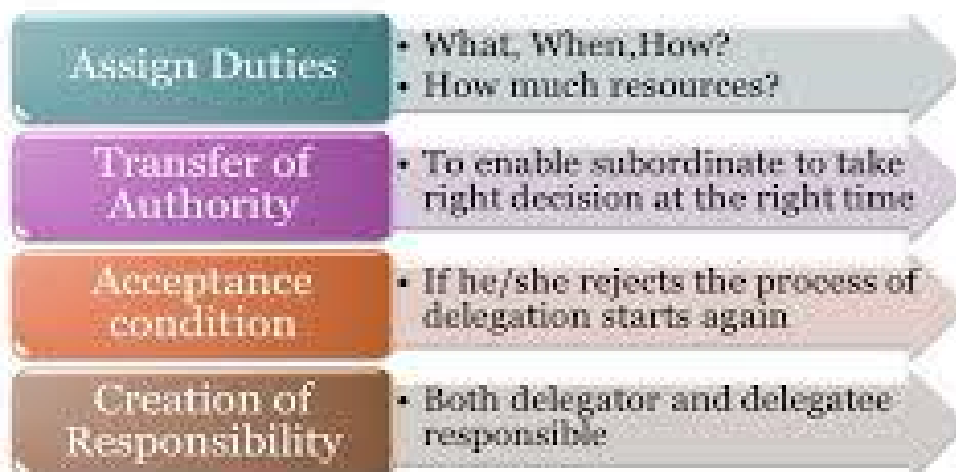 Assign Duties
• What, When,How?
• How much resources?
Transfer of
Authority
• To enable subordinate to take
right decision at the right time
Acceptance
condition
• If he/she rejects the process of
delegation starts again
Creation of
Responsibility
• Both delegator and delegatee
responsible